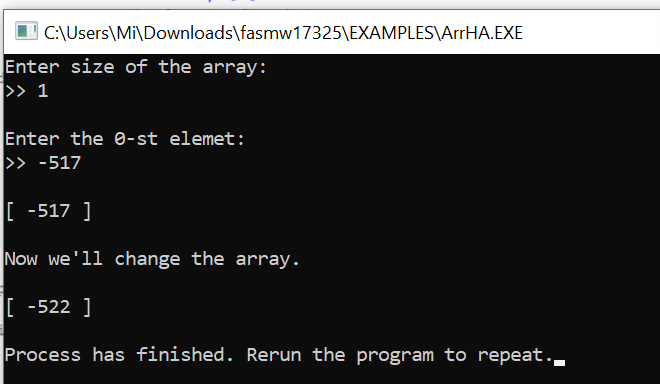 C:\Users\Mi\Downloads\fasmw17325\EXAMPLES\ArrHA.EXE
Enter size of the array:
>> 1
Enter the 0-st elemet:
>> -517
[ -517 ]
Now we'll change the array.
[ -522 ]
Process has finished. Rerun the program to repeat.